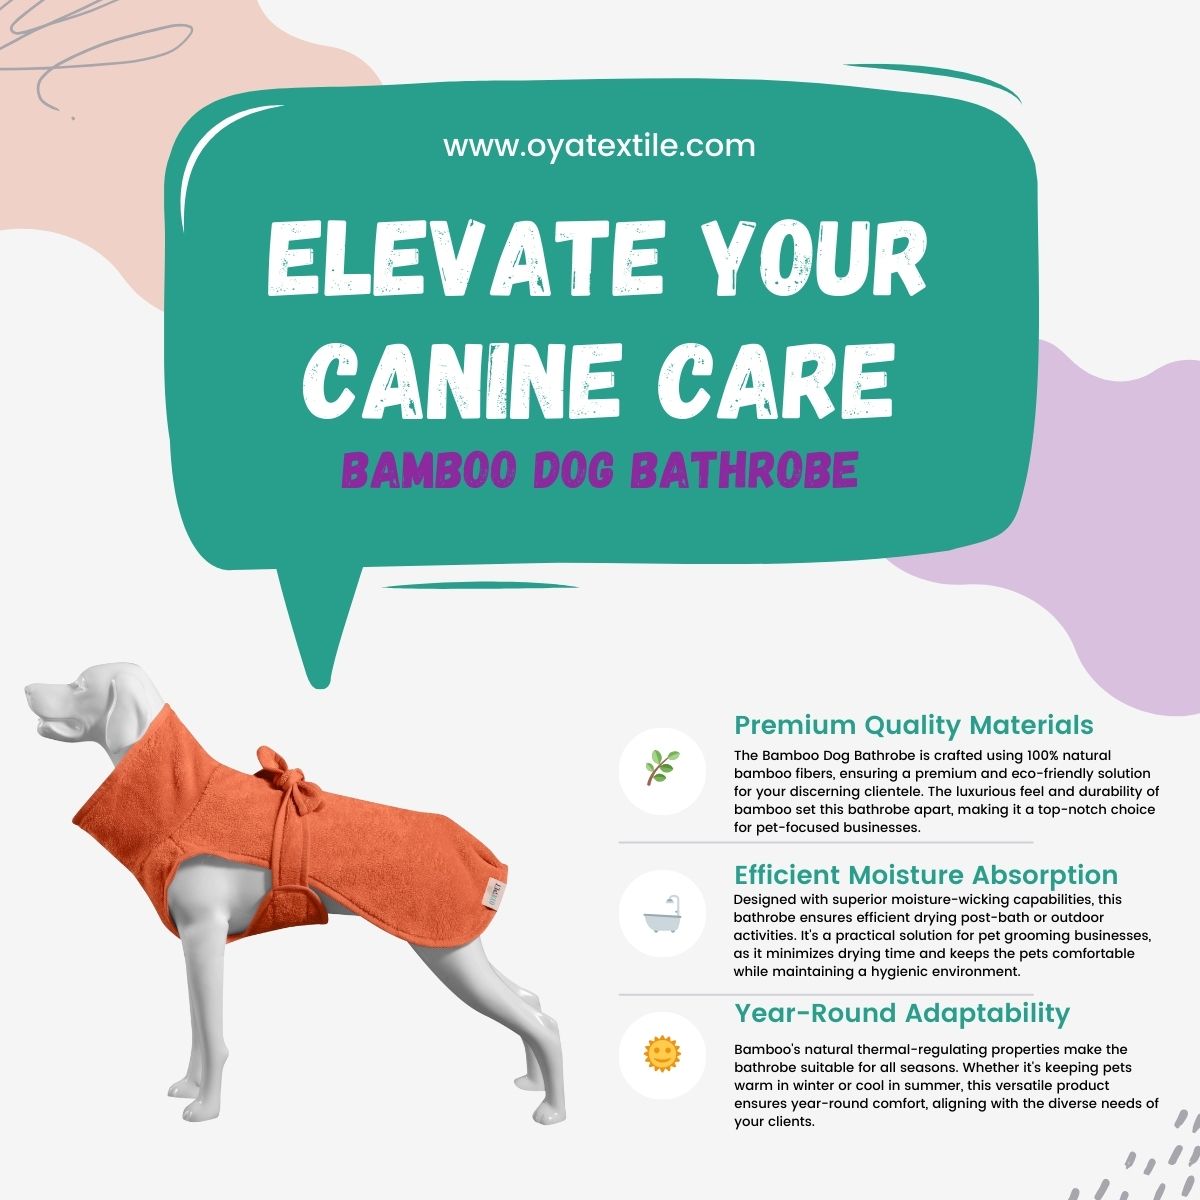 www.oyatextile.com
ELEVATE YOUR
CANINE CARE
BAMBOO DOG BATHROBE
Premium Quality Materials
The Bamboo Dog Bathrobe is crafted using 100% natural
bamboo fibers, ensuring a premium and eco-friendly solution
for your discerning clientele. The luxurious feel and durability of
bamboo set this bathrobe apart, making it a top-notch choice
for pet-focused businesses.
Efficient Moisture Absorption
Designed with superior moisture-wicking capabilities, this
bathrobe ensures efficient drying post-bath or outdoor
activities. It's a practical solution for pet grooming businesses,
as it minimizes drying time and keeps the pets comfortable
while maintaining a hygienic environment.
Year-Round Adaptability
Bamboo's natural thermal-regulating properties make the
bathrobe suitable for all seasons. Whether it's keeping pets
warm in winter or cool in summer, this versatile product
ensures year-round comfort, aligning with the diverse needs of
your clients.